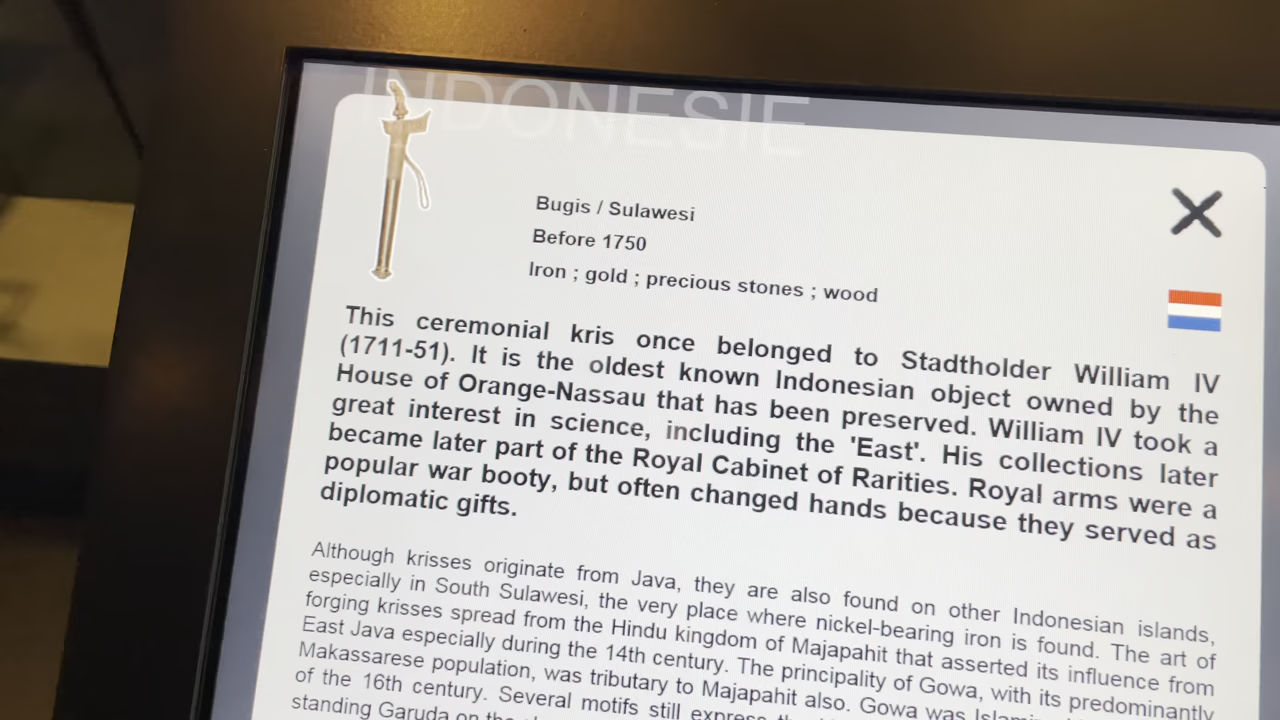 INDONESIE
Bugis / Sulawesi
Before 1750
Iron ; gold ; precious stones ; wood
This ceremonial kris once belonged to Stadtholder William IV
(1711-51). It is the oldest known Indonesian object owned by the
House of Orange-Nassau that has been preserved. William IV took a
great interest in science, including the 'East'. His collections later
became later part of the Royal Cabinet of Rarities. Royal arms were a
popular war booty, but often changed hands because they served as
diplomatic gifts.
Although krisses originate from Java, they are also found on other Indonesian islands,
especially in South Sulawesi, the very place where nickel-bearing iron is found. The art of
forging krisses spread from the Hindu kingdom of Majapahit that asserted its influence from
East Java especially during the 14th century. The principality of Gowa, with its predominantly
Makassarese population, was tributary to Majapahit also. Gowa was
of the 16th century. Several motifs still express
standing Garuda on the